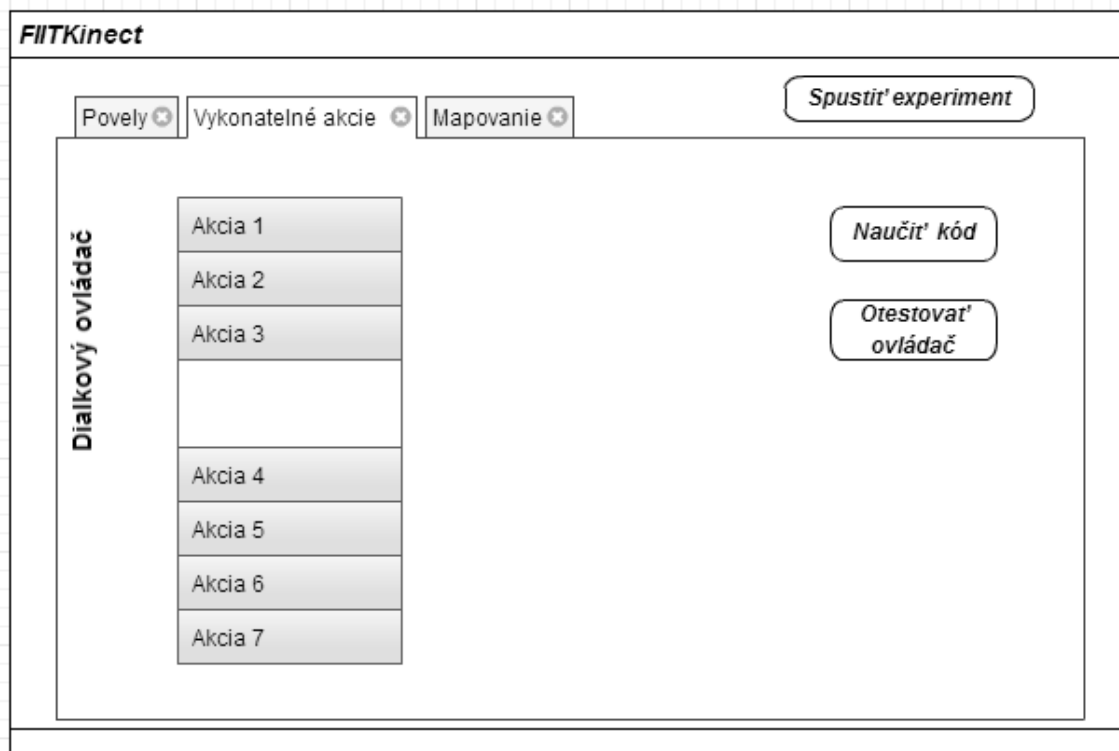 FIITKinect
Spustiť experiment
Povely
Vykonatelné akcie
Mapovanie
Dialkový ovládač
Akcia 1
Akcia 2
Akcia 3
Akcia 4
Akcia 5
Akcia 6
Akcia 7
Naučiť kód
Otestovať
ovládač